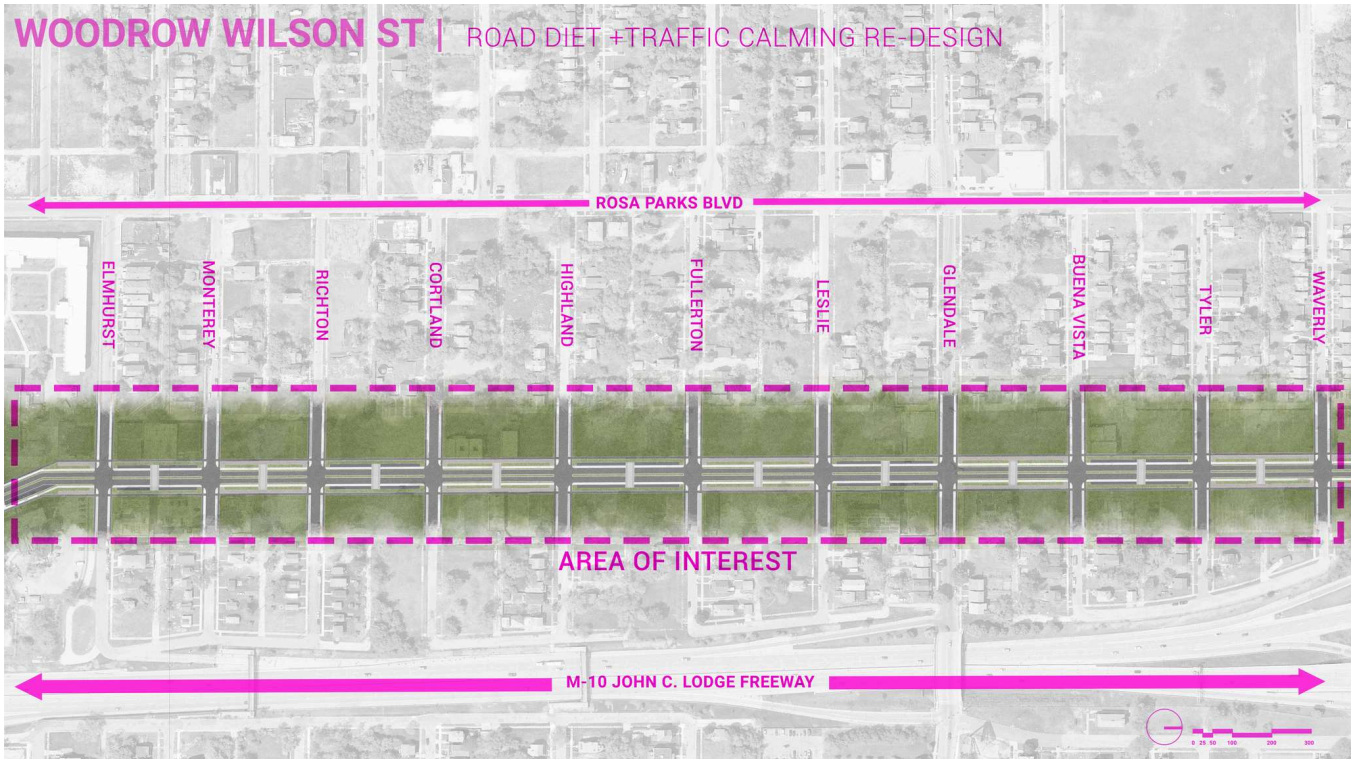 WOODROW WILSON ST | ROAD DIET +TRAFFIC CALMING RE-DESIGN
ROSA PARKS BLVD
ELMHURST
MONTEREY
RICHTON
CORTLAND
HIGHLAND
FULLERTON
LESLIE
GLENDALE
BUENA VISTA
TYLER
WAVERLY
AREA OF INTEREST
M-10 JOHN C. LODGE FREEWAY
0 25 50 100 200 300